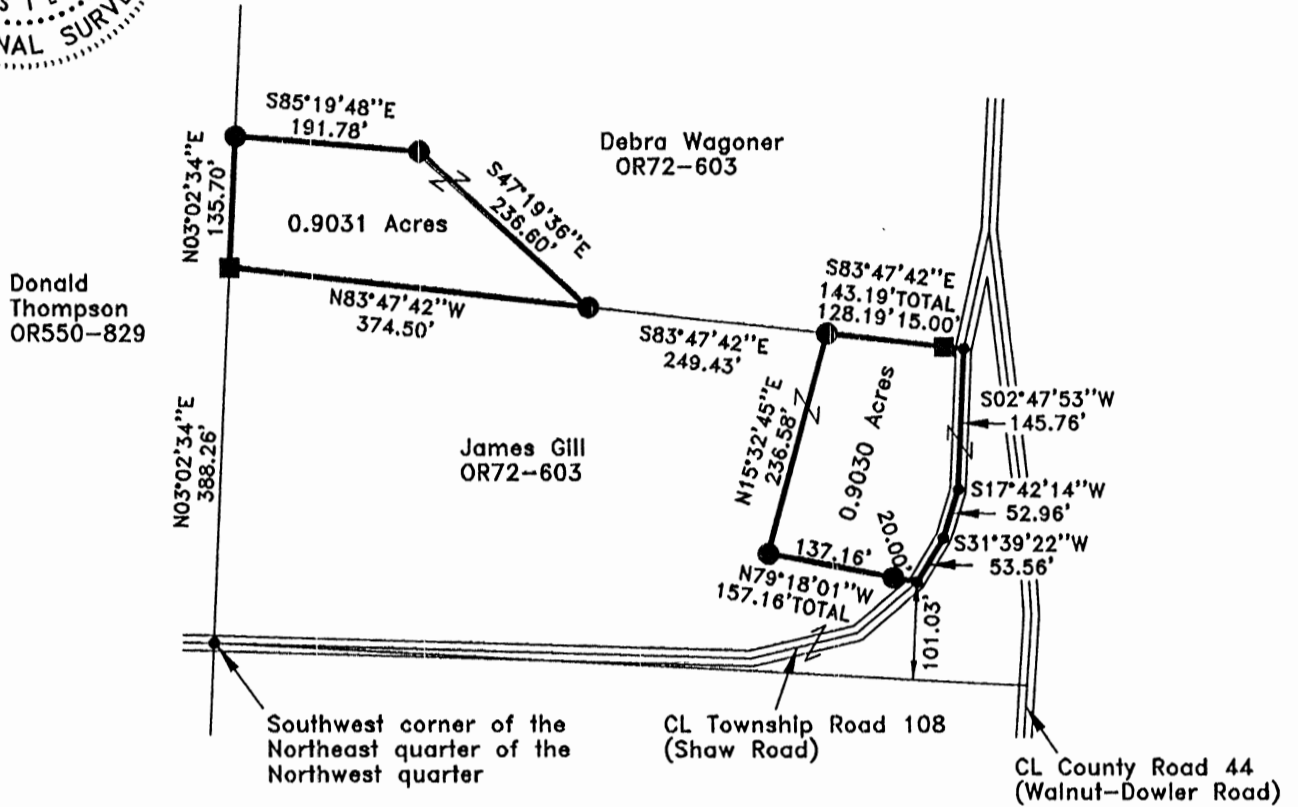 NAL SURVE
S85°19'48"E
191.78'
Debra Wagoner
OR72-603
N03°02'34"E
135.70'
S47°19'36"E
236.60'
0.9031 Acres
Donald
Thompson
OR550-829
N83°47'42"W
374.50'
S83°47'42"E
249.43'
S83°47'42"E
143.19'TOTAL
128.19' 15.00'
N03°02'34"E
388.26'
James Gill
OR72-603
N15°32'45"E
236.58'
0.9030 Acres
S02°47'53"W
145.76'
S17°42'14"W
52.96'
S31°39'22"W
53.56'
20.00'
137.16'
N79°18'01"W
157.16'TOTAL
101.03'
Southwest corner of the
Northeast quarter of the
Northwest quarter
CL Township Road 108
(Shaw Road)
CL County Road 44
(Walnut-Dowler Road)